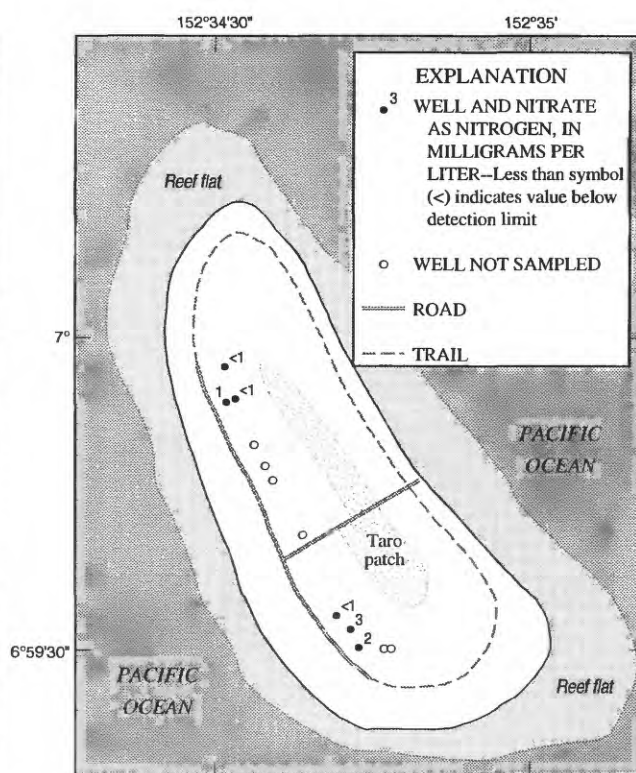 152°34'30"
152°35'
EXPLANATION
3 WELL AND NITRATE
AS NITROGEN, IN
MILLIGRAMS PER
LITER--Less than symbol
(<) indicates value below
detection limit
WELL NOT SAMPLED
ROAD
TRAIL
Reef flat
7°
<1
1
<1
PACIFIC
OCEAN
Taro
patch
<1
3
2
6°59'30"
PACIFIC
OCEAN
Reef flat